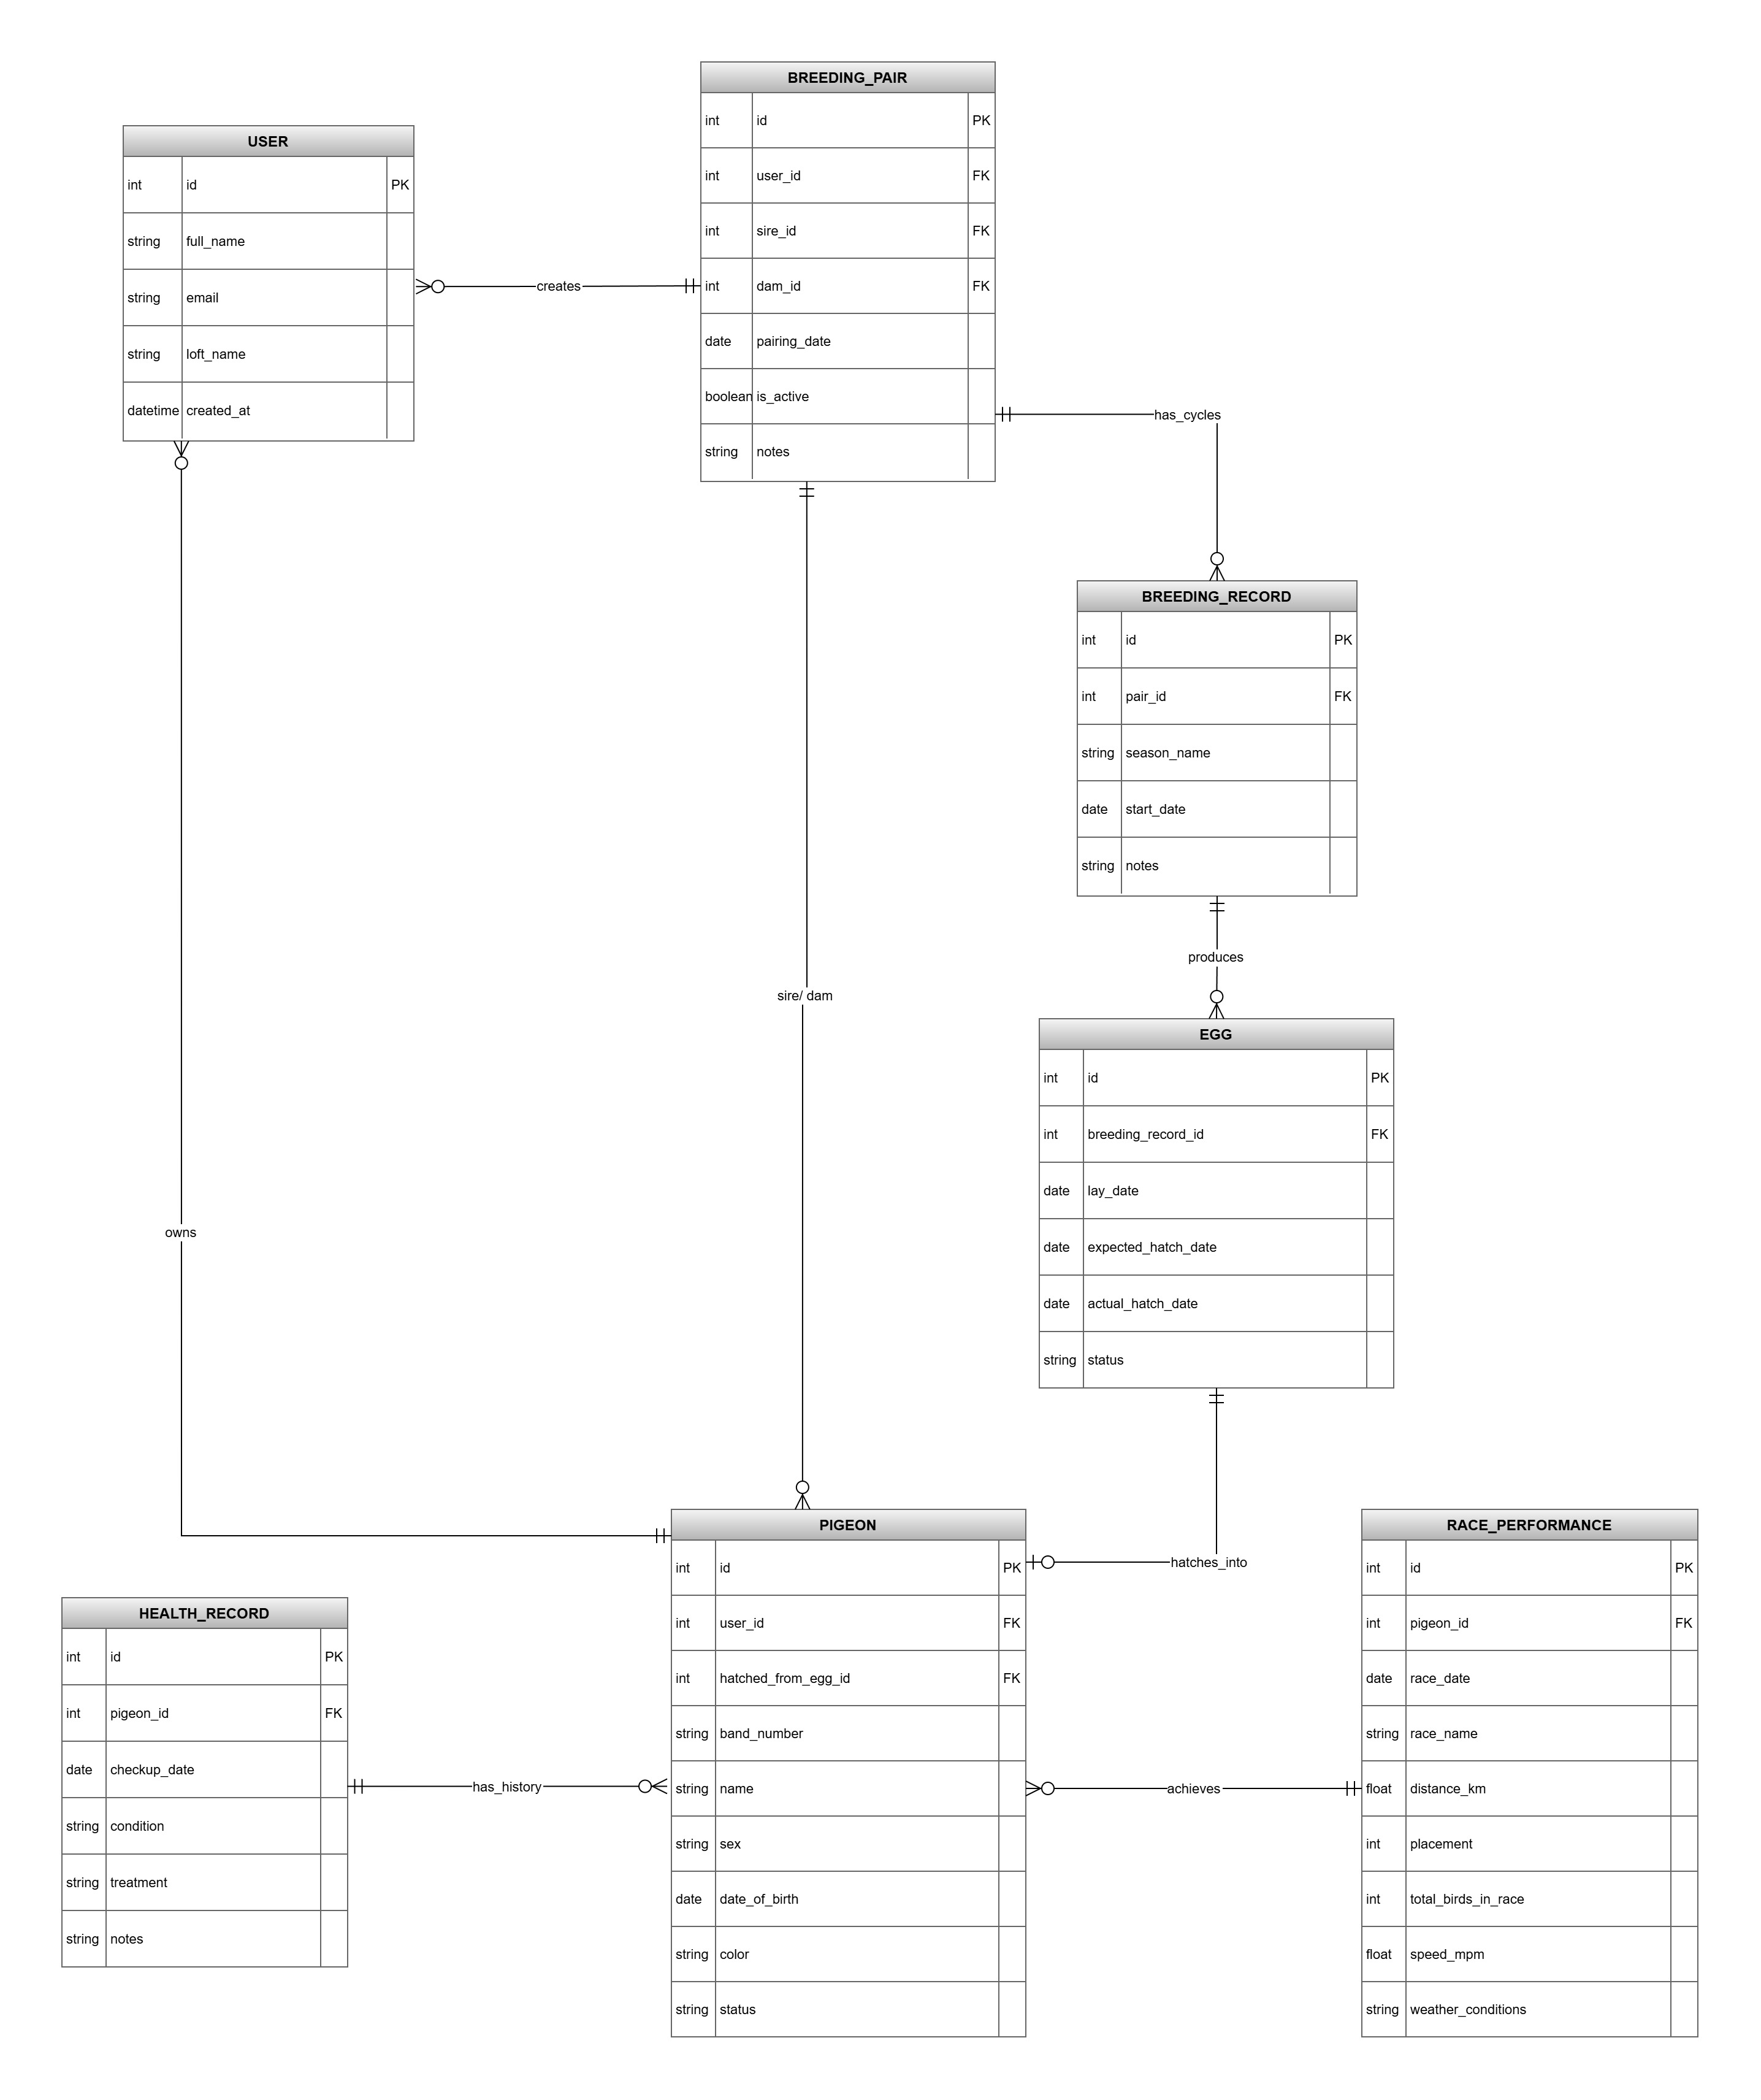 BREEDING_PAIR
int id PK
int user_id FK
int sire_id FK
int dam_id FK
date pairing_date
boolean is_active
string notes
USER
int id PK
string full_name
string email
string loft_name
datetime created_at
creates
has_cycles
BREEDING_RECORD
int id PK
int pair_id FK
string season_name
date start_date
string notes
produces
sire/ dam
EGG
int id PK
int breeding_record_id FK
date lay_date
date expected_hatch_date
date actual_hatch_date
string status
owns
hatches_into
PIGEON
int id PK
int user_id FK
int hatched_from_egg_id FK
string band_number
string name
string sex
date date_of_birth
string color
string status
RACE_PERFORMANCE
int id PK
int pigeon_id FK
date race_date
string race_name
float distance_km
int placement
int total_birds_in_race
float speed_mpm
string weather_conditions
HEALTH_RECORD
int id PK
int pigeon_id FK
date checkup_date
string condition
string treatment
string notes
has_history
achieves